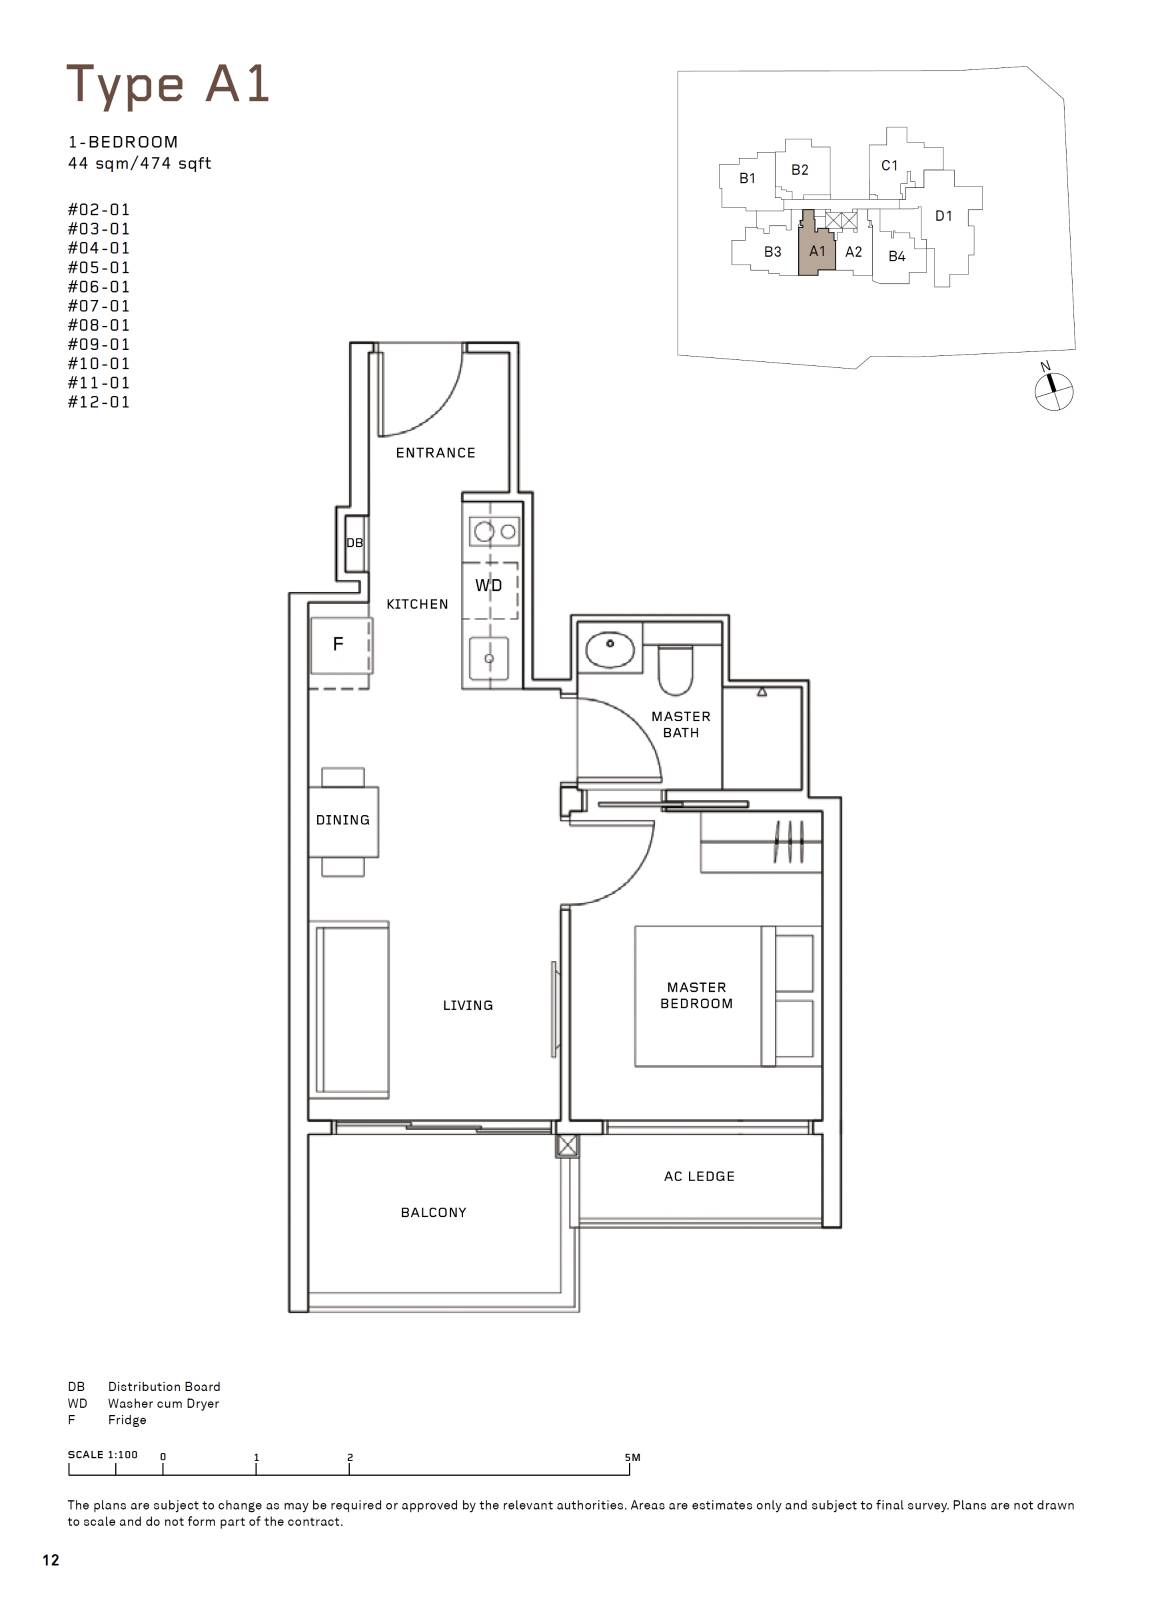 Type A1
1-BEDROOM
44 sqm/474 sqft
#02-01
#03-01
#04-01
#05-01
#06-01
#07-01
#08-01
#09-01
#10-01
#11-01
#12-01
B1
B2
C1
D1
B3
A1
A2
B4
N
ENTRANCE
DB
WD
KITCHEN
F
MASTER
BATH
DINING
MASTER
BEDROOM
LIVING
AC LEDGE
BALCONY
DB Distribution Board
WD Washer cum Dryer
F Fridge
SCALE 1:100 0 1 2 5M
The plans are subject to change as may be required or approved by the relevant authorities. Areas are estimates only and subject to final survey. Plans are not drawn
to scale and do not form part of the contract.
12